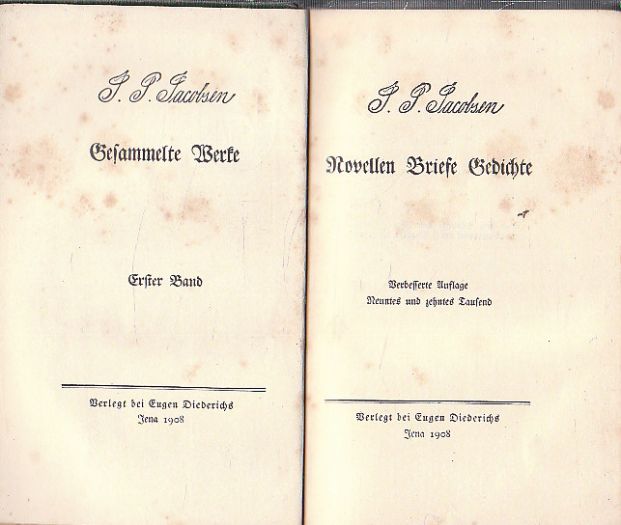 J. P. Jacobsen
Gesammelte Werke
Erster Band
Verlegt bei Eugen Diederichs
Jena 1908
J. P. Jacobsen
Novellen Briefe Gedichte
Verbesserte Auflage
Neuntes und zehntes Tausend
Verlegt bei Eugen Diederichs
Jena 1908